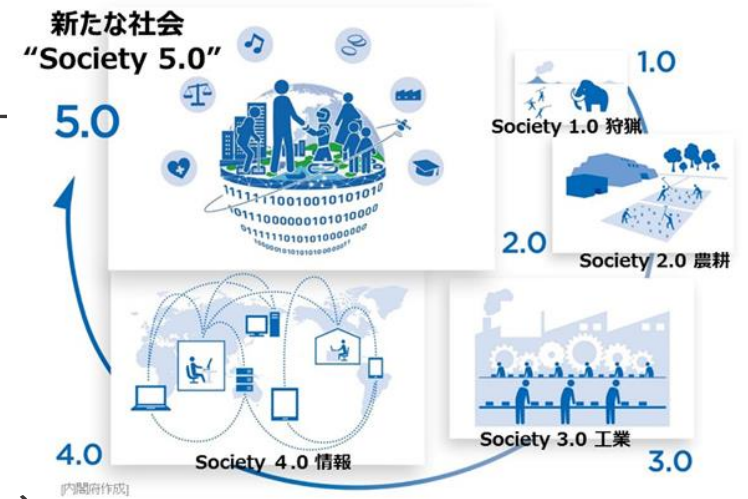 新たな社会
“Society 5.0”
5.0
1.0
Society 1.0 狩猟
2.0
Society 2.0 農耕
11111110010010101010
Society 3.0 工業
3.0
4.0
Society 4.0 情報
[内閣府作成]